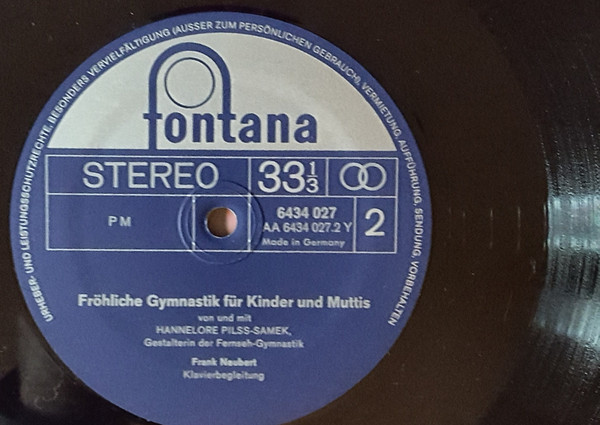 URHEBER- UND LEISTUNGSSCHUTZRECHTE, BESONDERS VERVIELFÄLTIGUNG (AUSSER ZUM PERSÖNLICHEN GEBRAUCH), VERMIETUNG, AUFFÜHRUNG, SENDUNG, VORBEHALTEN
fontana
STEREO 33 1/3
PM
6434 027
AA 6434 027.2 Y
Made in Germany
2
Fröhliche Gymnastik für Kinder und Muttis
von und mit
HANNELORE PILSS-SAMEK,
Gestalterin der Fernseh-Gymnastik
Frank Neubert
Klavierbegleitung